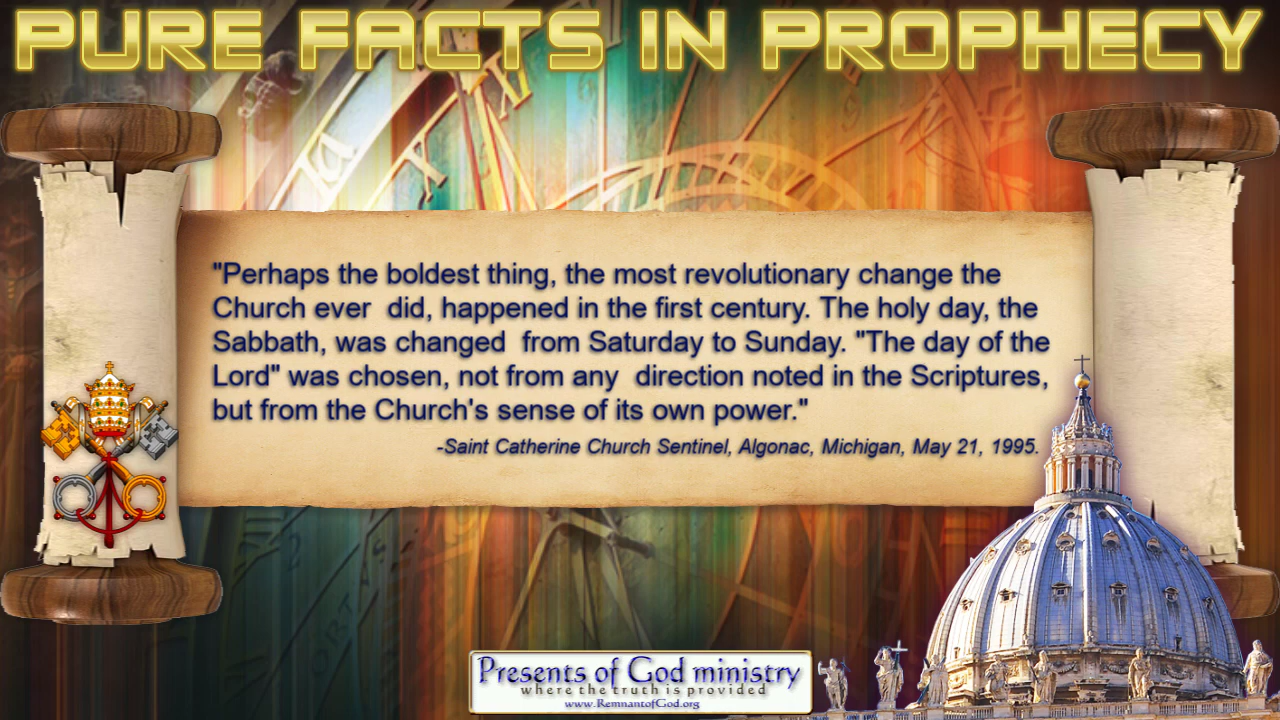 PURE FACTS IN PROPHECY
"Perhaps the boldest thing, the most revolutionary change the
Church ever  did, happened in the first century. The holy day, the
Sabbath, was changed  from Saturday to Sunday. "The day of the
Lord" was chosen, not from any  direction noted in the Scriptures,
but from the Church's sense of its own power."
-Saint Catherine Church Sentinel, Algonac, Michigan, May 21, 1995.
Presents of God ministry
where the truth is provided
www.RemnantofGod.org